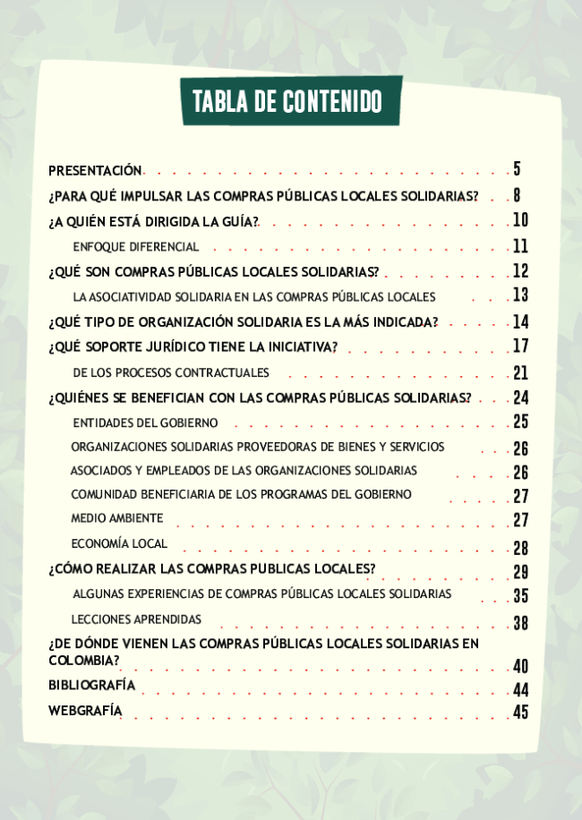 TABLA DE CONTENIDO
PRESENTACIÓN 5
¿PARA QUÉ IMPULSAR LAS COMPRAS PÚBLICAS LOCALES SOLIDARIAS? 8
¿A QUIÉN ESTÁ DIRIGIDA LA GUÍA? 10
ENFOQUE DIFERENCIAL 11
¿QUÉ SON COMPRAS PÚBLICAS LOCALES SOLIDARIAS? 12
LA ASOCIATIVIDAD SOLIDARIA EN LAS COMPRAS PÚBLICAS LOCALES 13
¿QUÉ TIPO DE ORGANIZACIÓN SOLIDARIA ES LA MÁS INDICADA? 14
¿QUÉ SOPORTE JURÍDICO TIENE LA INICIATIVA? 17
DE LOS PROCESOS CONTRACTUALES 21
¿QUIÉNES SE BENEFICIAN CON LAS COMPRAS PÚBLICAS SOLIDARIAS? 24
ENTIDADES DEL GOBIERNO 25
ORGANIZACIONES SOLIDARIAS PROVEEDORAS DE BIENES Y SERVICIOS 26
ASOCIADOS Y EMPLEADOS DE LAS ORGANIZACIONES SOLIDARIAS 26
COMUNIDAD BENEFICIARIA DE LOS PROGRAMAS DEL GOBIERNO 27
MEDIO AMBIENTE 27
ECONOMÍA LOCAL 28
¿CÓMO REALIZAR LAS COMPRAS PUBLICAS LOCALES? 29
ALGUNAS EXPERIENCIAS DE COMPRAS PÚBLICAS LOCALES SOLIDARIAS 35
LECCIONES APRENDIDAS 38
¿DE DÓNDE VIENEN LAS COMPRAS PÚBLICAS LOCALES SOLIDARIAS EN
COLOMBIA? 40
BIBLIOGRAFÍA 44
WEBGRAFÍA 45